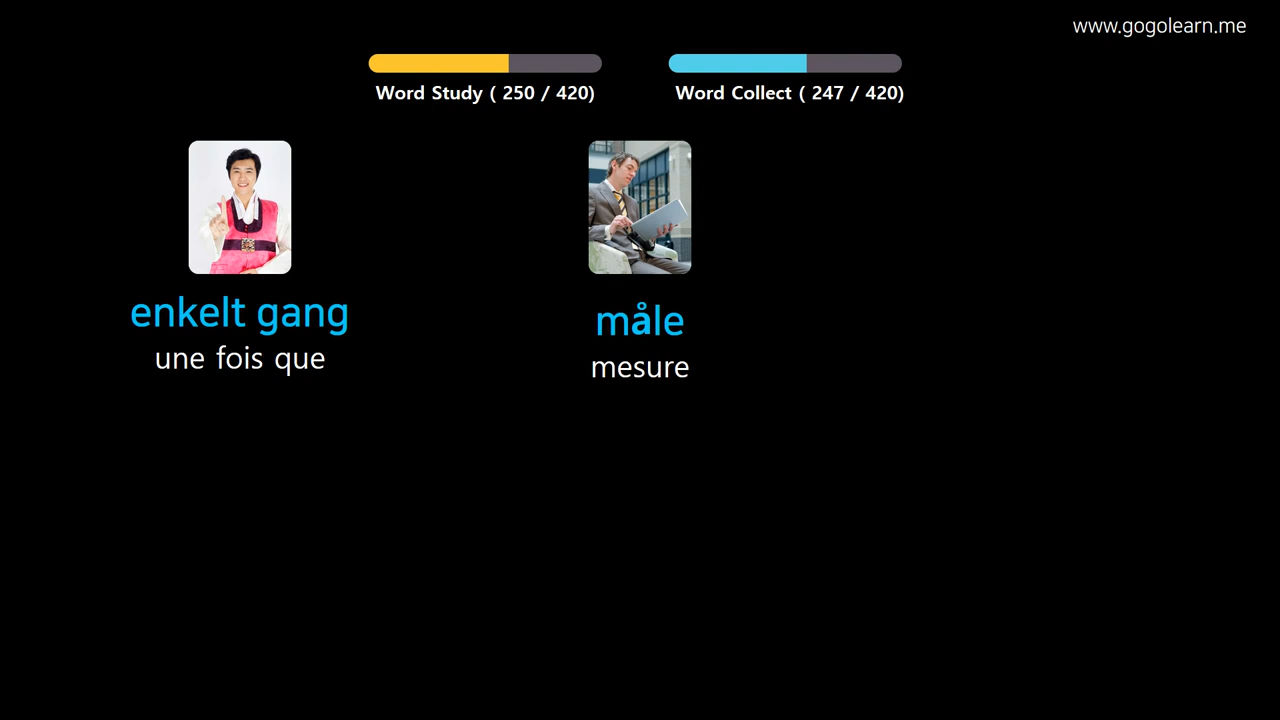 www.gogolearn.me
Word Study ( 250 / 420)
Word Collect ( 247 / 420)
enkelt gang
une fois que
måle
mesure